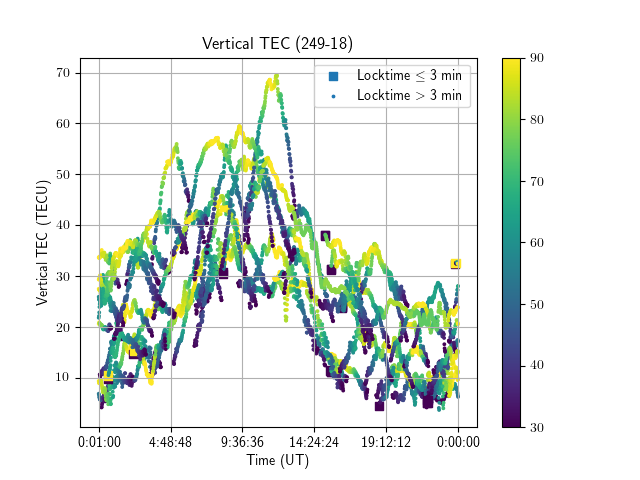 Vertical TEC (249-18)
Locktime ≤ 3 min
Locktime > 3 min
Vertical TEC (TECU)
70
60
50
40
30
20
10
0:01:00 4:48:48 9:36:36 14:24:24 19:12:12 0:00:00
Time (UT)
90
80
70
60
50
40
30